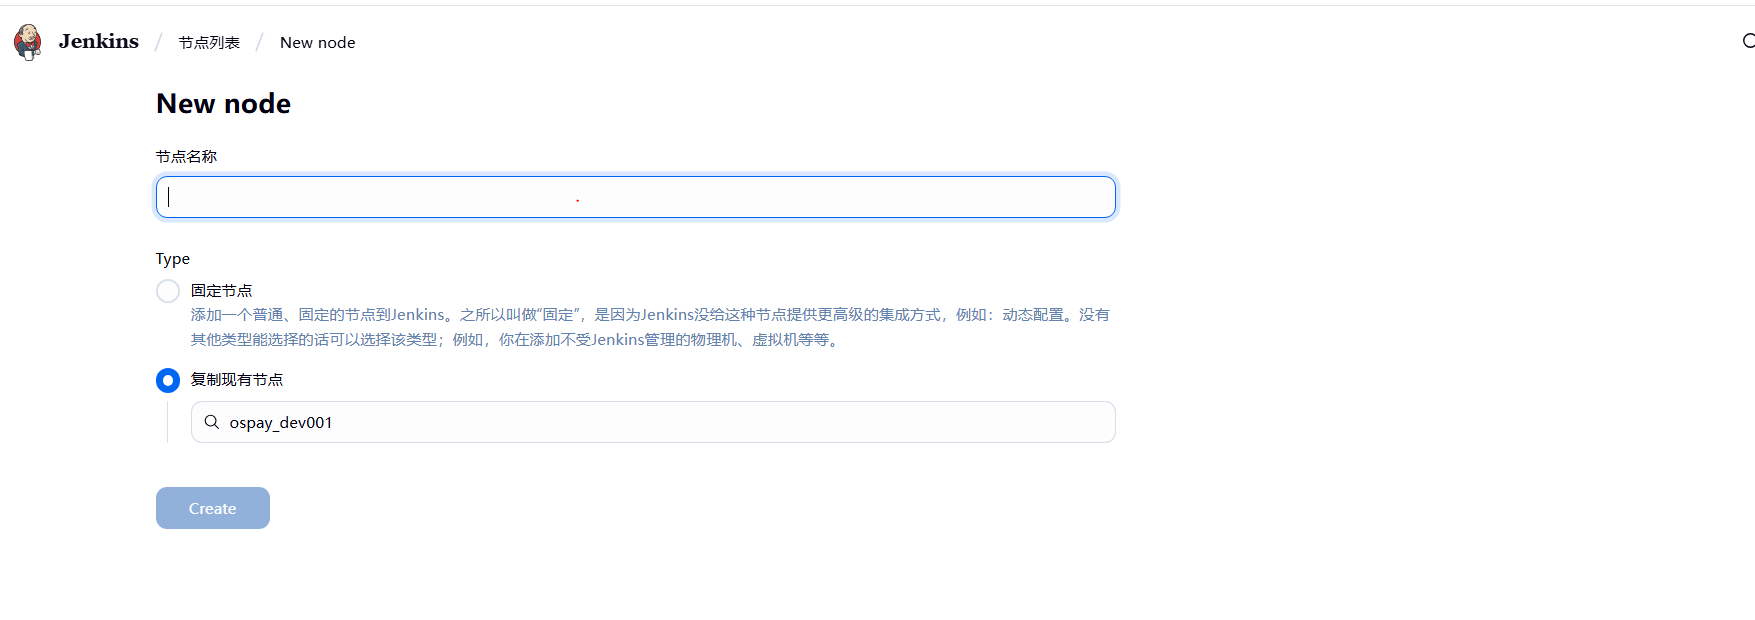 Jenkins / 节点列表 / New node
New node
节点名称
Type
固定节点
添加一个普通、固定的节点到Jenkins。之所以叫做“固定”，是因为Jenkins没给这种节点提供更高级的集成方式，例如：动态配置。没有
其他类型能选择的话可以选择该类型；例如，你在添加不受Jenkins管理的物理机、虚拟机等等。
复制现有节点
ospay_dev001
Create